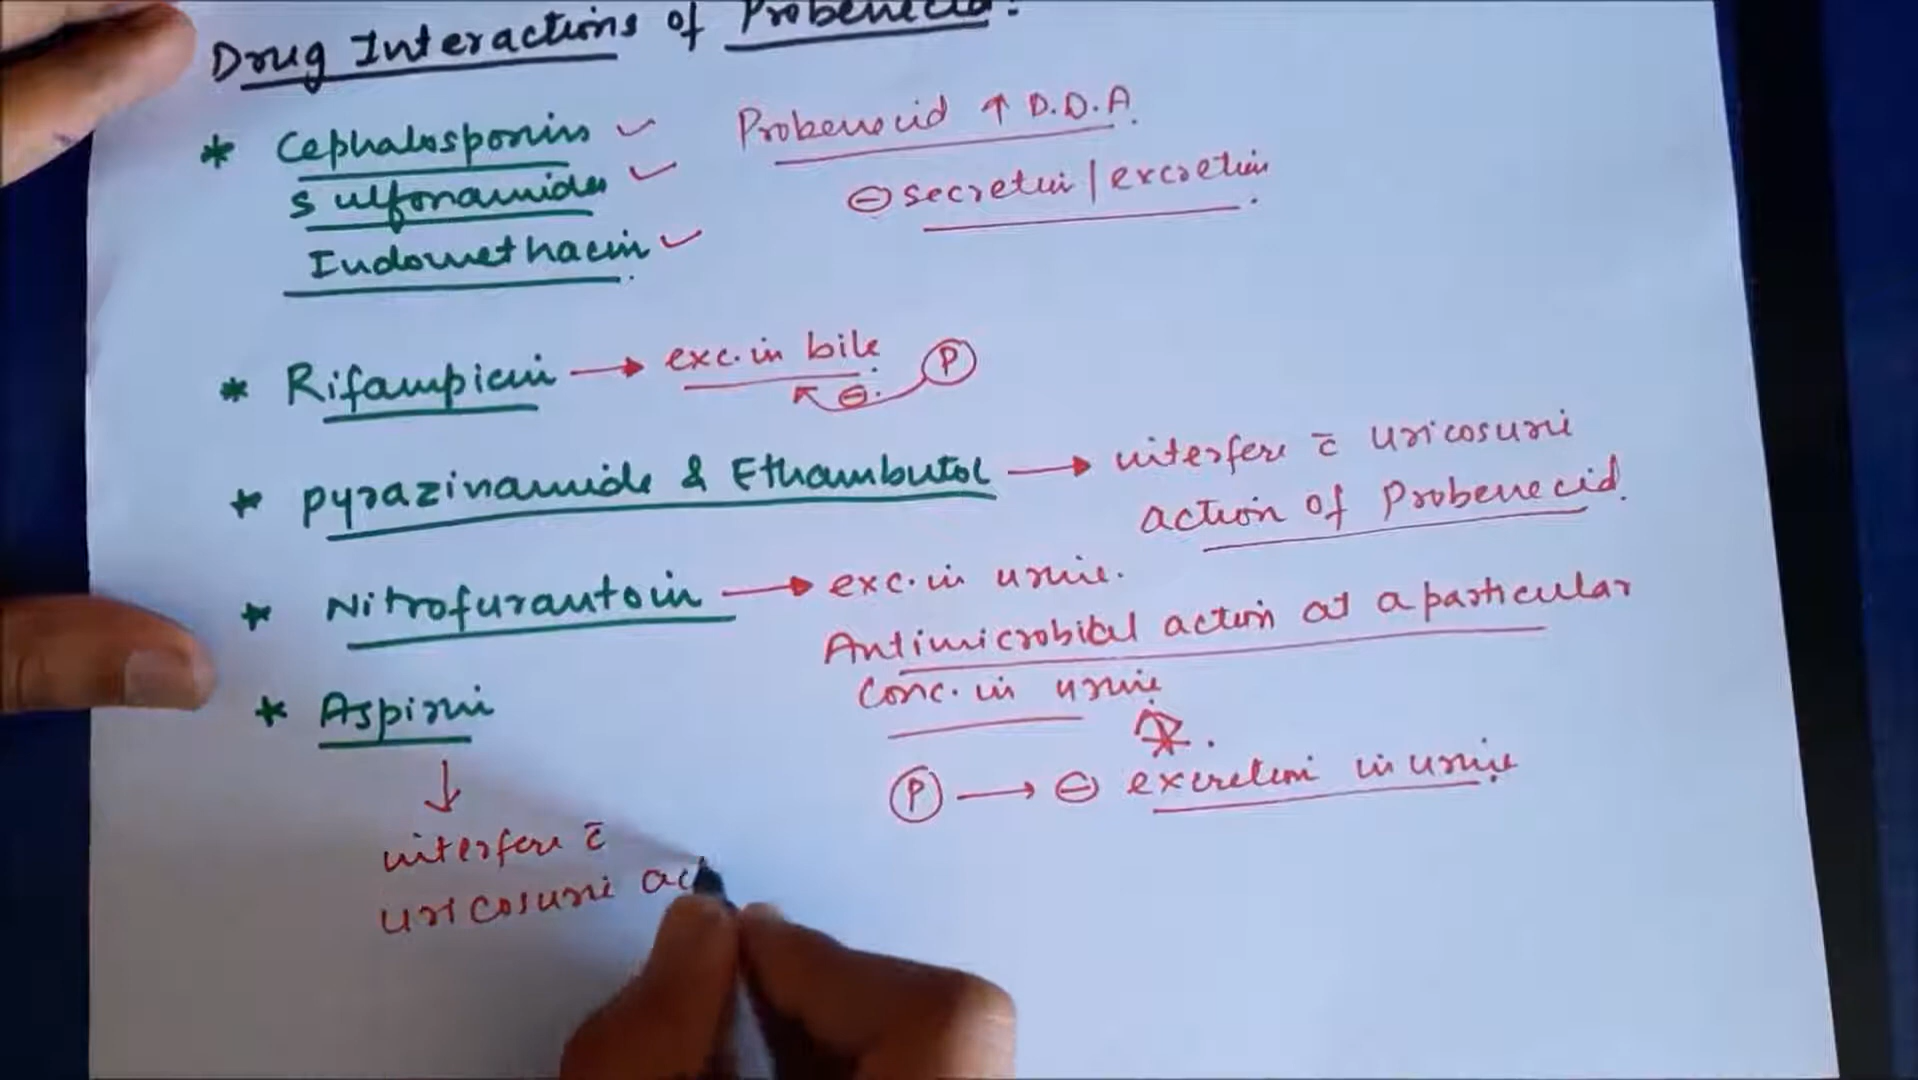 Drug Interactions of Probenecid:
* Cephalosporins ✓ Probenecid ↑ D.D.A.
Sulfonamides ✓ ⊖ secretion / excretion.
Indomethacin ✓
* Rifampicin → exc. in bile Ⓟ
⊖
* Pyrazinamide & Ethambutol → interfere c̄ uricosuric
action of Probenecid.
* Nitrofurantoin → exc. in urine.
Antimicrobial action at a particular
Conc. in urine
* Aspirin
↓
Ⓟ → ⊖ excretion in urine.
interfere c̄
uricosuric ac